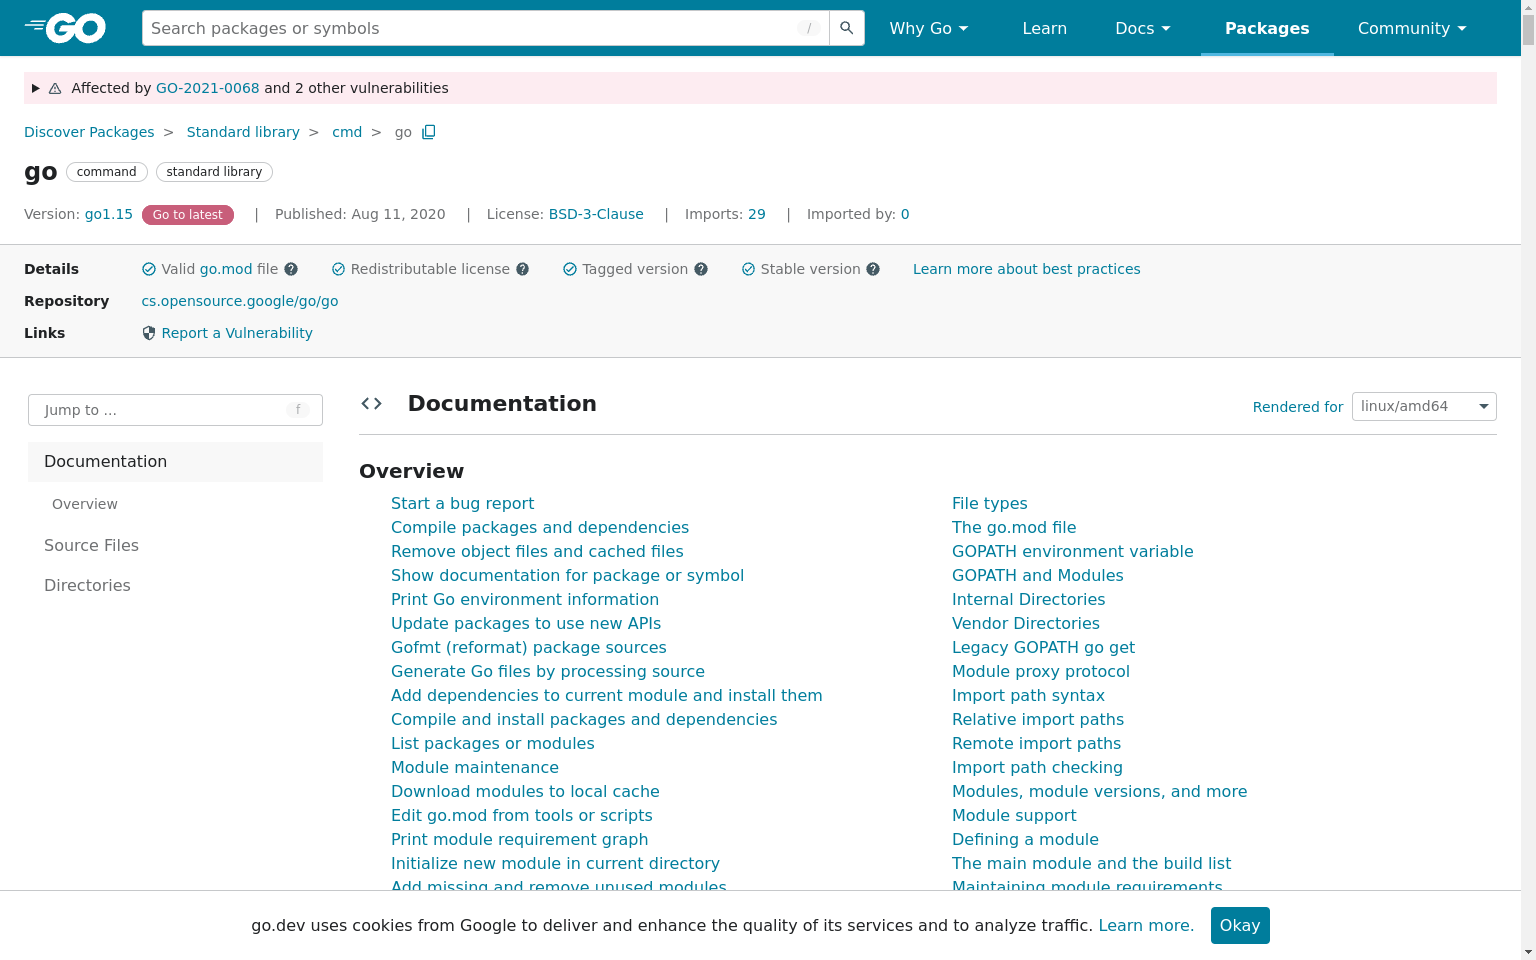 GO
Search packages or symbols /
Why Go Learn Docs Packages Community
Affected by GO-2021-0068 and 2 other vulnerabilities
Discover Packages > Standard library > cmd > go
go command standard library
Version: go1.15 Go to latest | Published: Aug 11, 2020 | License: BSD-3-Clause | Imports: 29 | Imported by: 0
Details Valid go.mod file Redistributable license Tagged version Stable version Learn more about best practices
Repository cs.opensource.google/go/go
Links Report a Vulnerability
Jump to ... f
Documentation
Overview
Source Files
Directories
Documentation
Rendered for linux/amd64
Overview
Start a bug report
Compile packages and dependencies
Remove object files and cached files
Show documentation for package or symbol
Print Go environment information
Update packages to use new APIs
Gofmt (reformat) package sources
Generate Go files by processing source
Add dependencies to current module and install them
Compile and install packages and dependencies
List packages or modules
Module maintenance
Download modules to local cache
Edit go.mod from tools or scripts
Print module requirement graph
Initialize new module in current directory
Add missing and remove unused modules
File types
The go.mod file
GOPATH environment variable
GOPATH and Modules
Internal Directories
Vendor Directories
Legacy GOPATH go get
Module proxy protocol
Import path syntax
Relative import paths
Remote import paths
Import path checking
Modules, module versions, and more
Module support
Defining a module
The main module and the build list
Maintaining module requirements
go.dev uses cookies from Google to deliver and enhance the quality of its services and to analyze traffic. Learn more. Okay